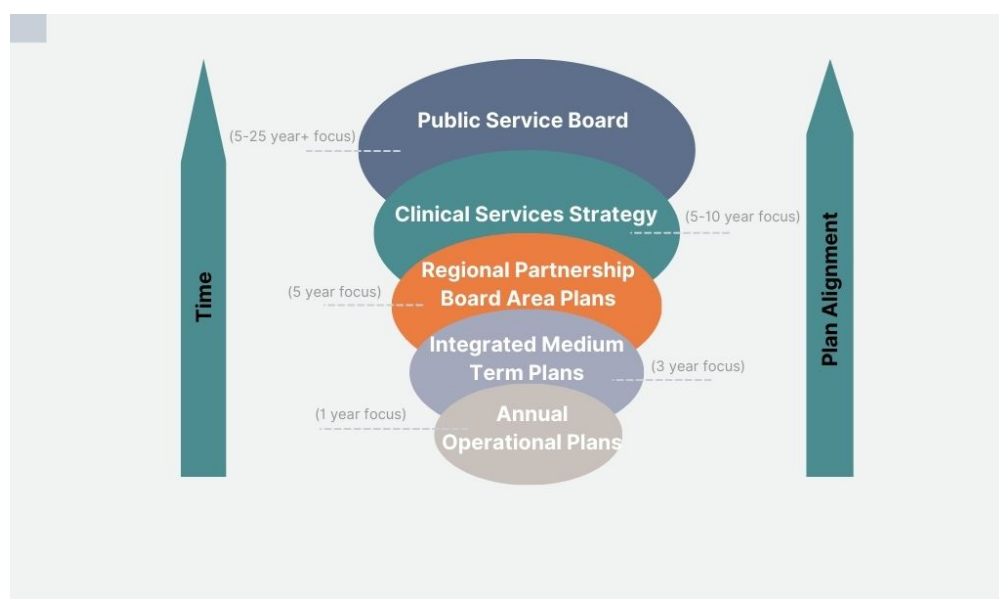 Public Service Board
(5-25 year+ focus)
Clinical Services Strategy
(5-10 year focus)
Regional Partnership
Board Area Plans
(5 year focus)
Integrated Medium
Term Plans
(3 year focus)
Annual
Operational Plans
(1 year focus)
Time
Plan Alignment